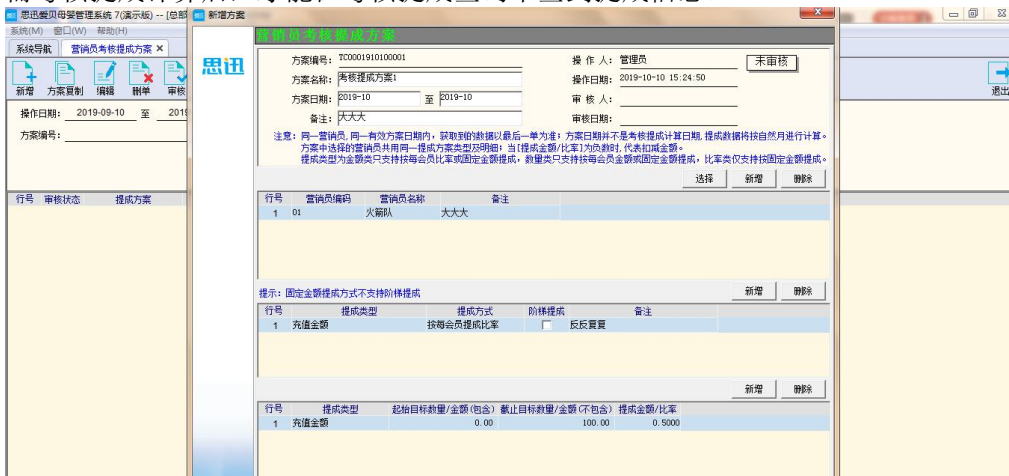 思迅爱贝母婴管理系统 7(演示版) -- [总部
新增方案
系统(M) 窗口(W) 帮助(H)
系统导航 营销员考核提成方案 ×
新增 方案复制 编辑 删单 审核
退出
操作日期: 2019-09-10 至 2019
方案编号:
行号 审核状态 提成方案
思迅
营销员考核提成方案
方案编号: TC0001910100001 操 作 人: 管理员 未审核
方案名称: 考核提成方案1 操作日期: 2019-10-10 15:24:50
方案日期: 2019-10 至 2019-10 审 核 人:
备注: 大大大 审核日期:
注意: 同一营销员,同一有效方案日期内,获取到的数据以最后一单为准; 方案日期并不是考核提成计算日期,提成数据将按自然月进行计算。
方案中选择的营销员共用同一提成方案类型及明细; 当[提成金额/比率]为负数时,代表扣减金额。
提成类型为金额类只支持按每会员比率或固定金额提成, 数量类只支持按每会员金额或固定金额提成, 比率类仅支持按固定金额提成。
选择 新增 删除
行号 营销员编码 营销员名称 备注
1 01 火箭队 大大大
提示: 固定金额提成方式不支持阶梯提成
新增 删除
行号 提成类型 提成方式 阶梯提成 备注
1 充值金额 按每会员提成比率 反反复复
新增 删除
行号 提成类型 起始目标数量/金额(包含) 截止目标数量/金额(不包含) 提成金额/比率
1 充值金额 0.00 100.00 0.5000